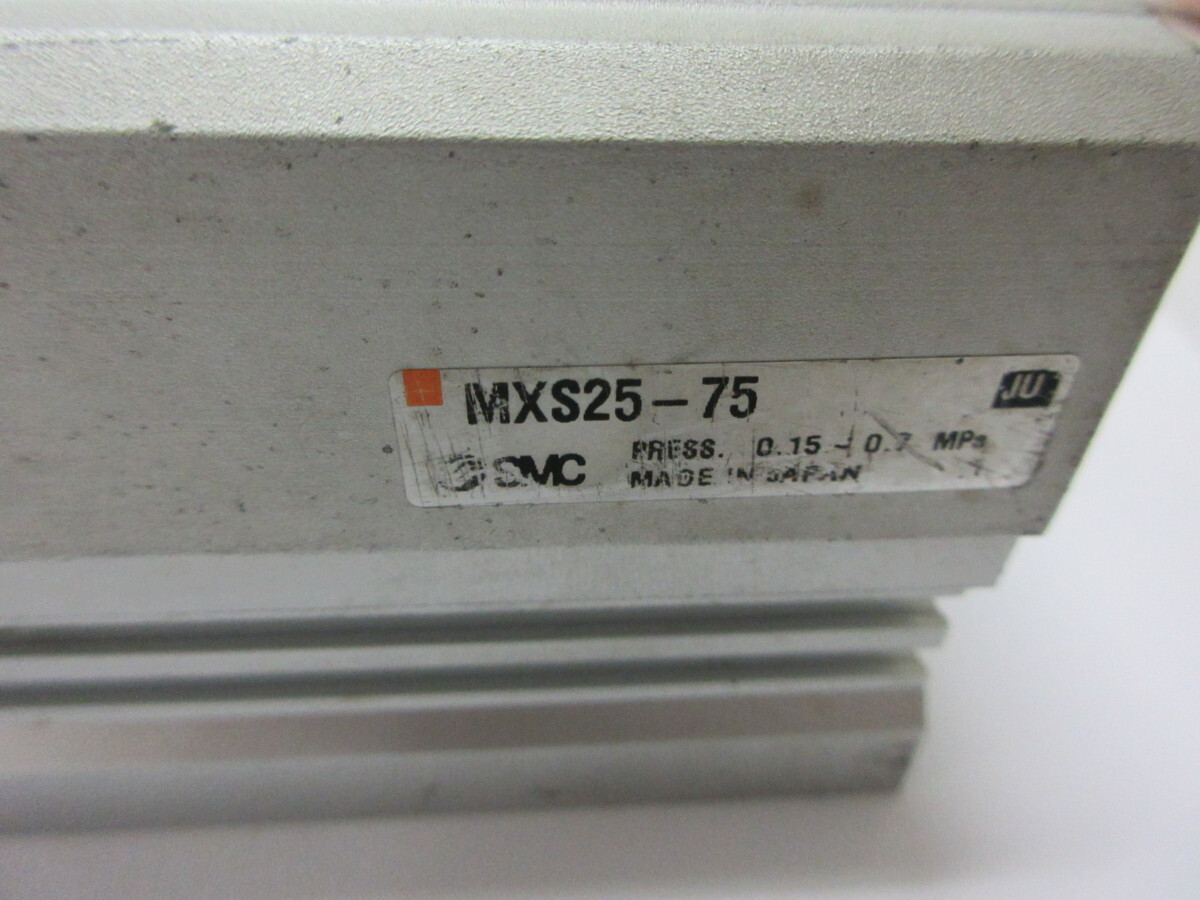 MXS25-75
JU
PRESS. 0.15-0.7 MPa
SMC
MADE IN JAPAN